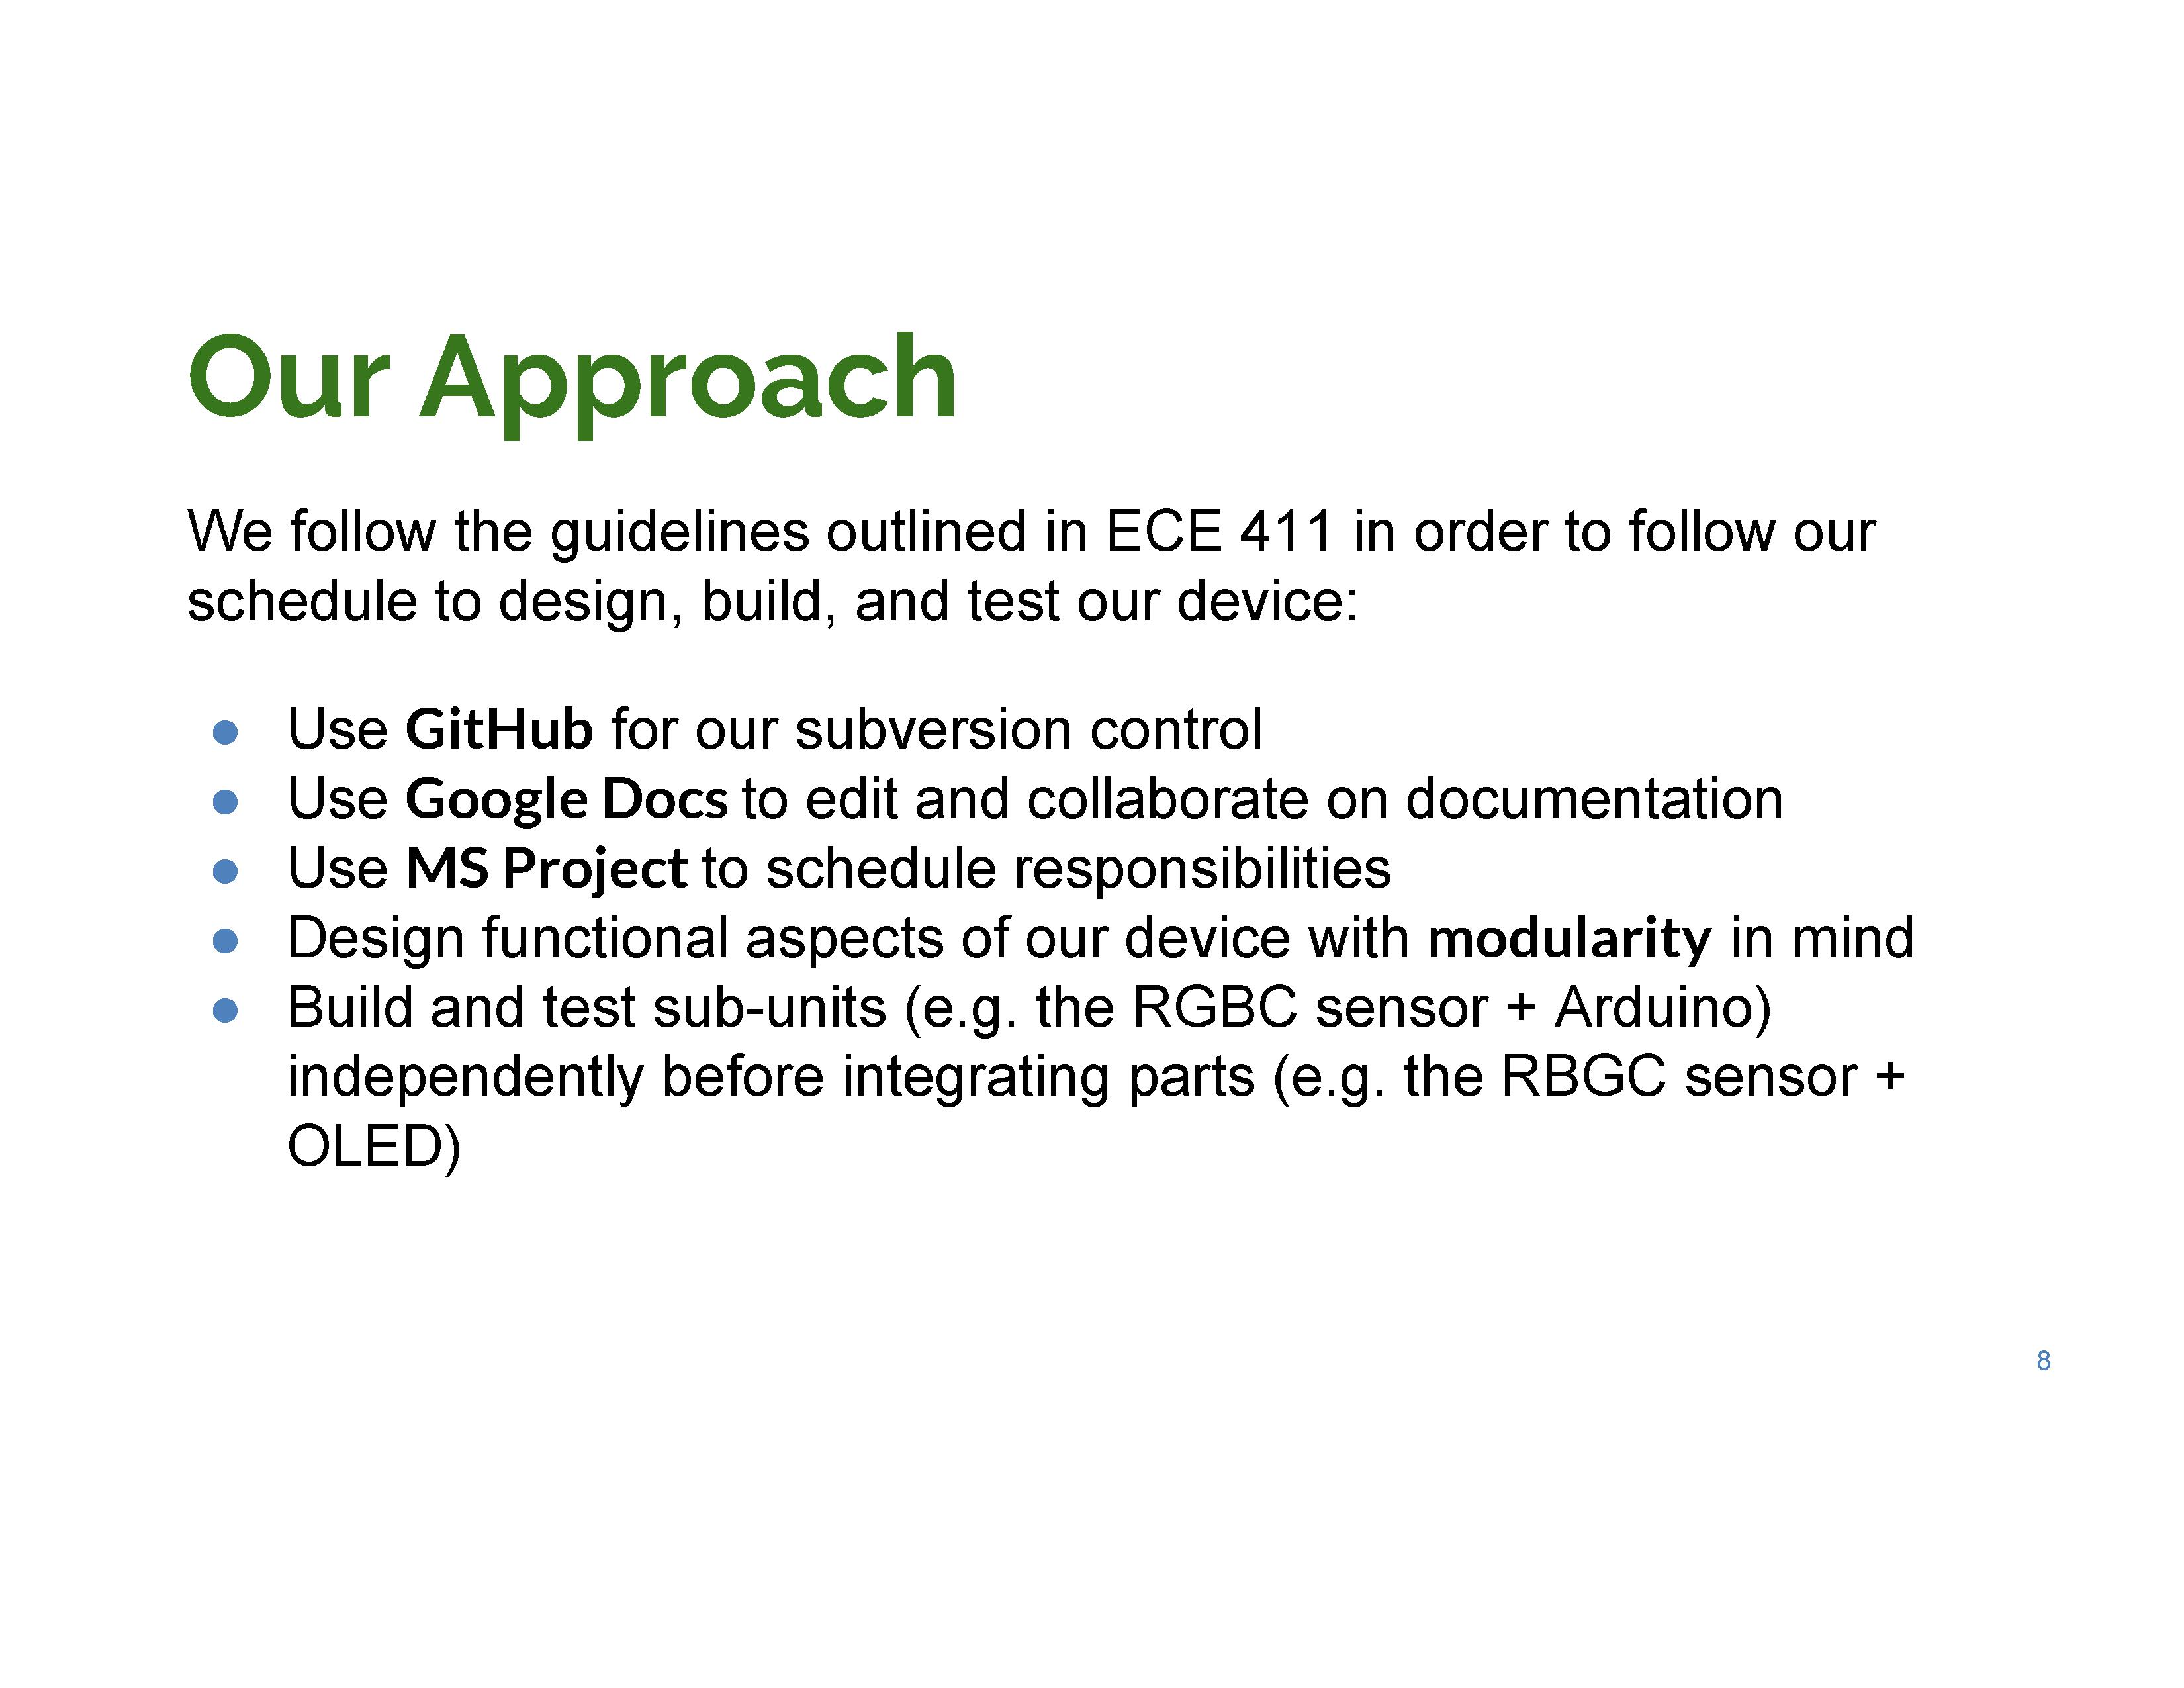 Our Approach
We follow the guidelines outlined in ECE 411 in order to follow our
schedule to design, build, and test our device:
● Use GitHub for our subversion control
● Use Google Docs to edit and collaborate on documentation
● Use MS Project to schedule responsibilities
● Design functional aspects of our device with modularity in mind
● Build and test sub-units (e.g. the RGBC sensor + Arduino)
independently before integrating parts (e.g. the RBGC sensor +
OLED)
8